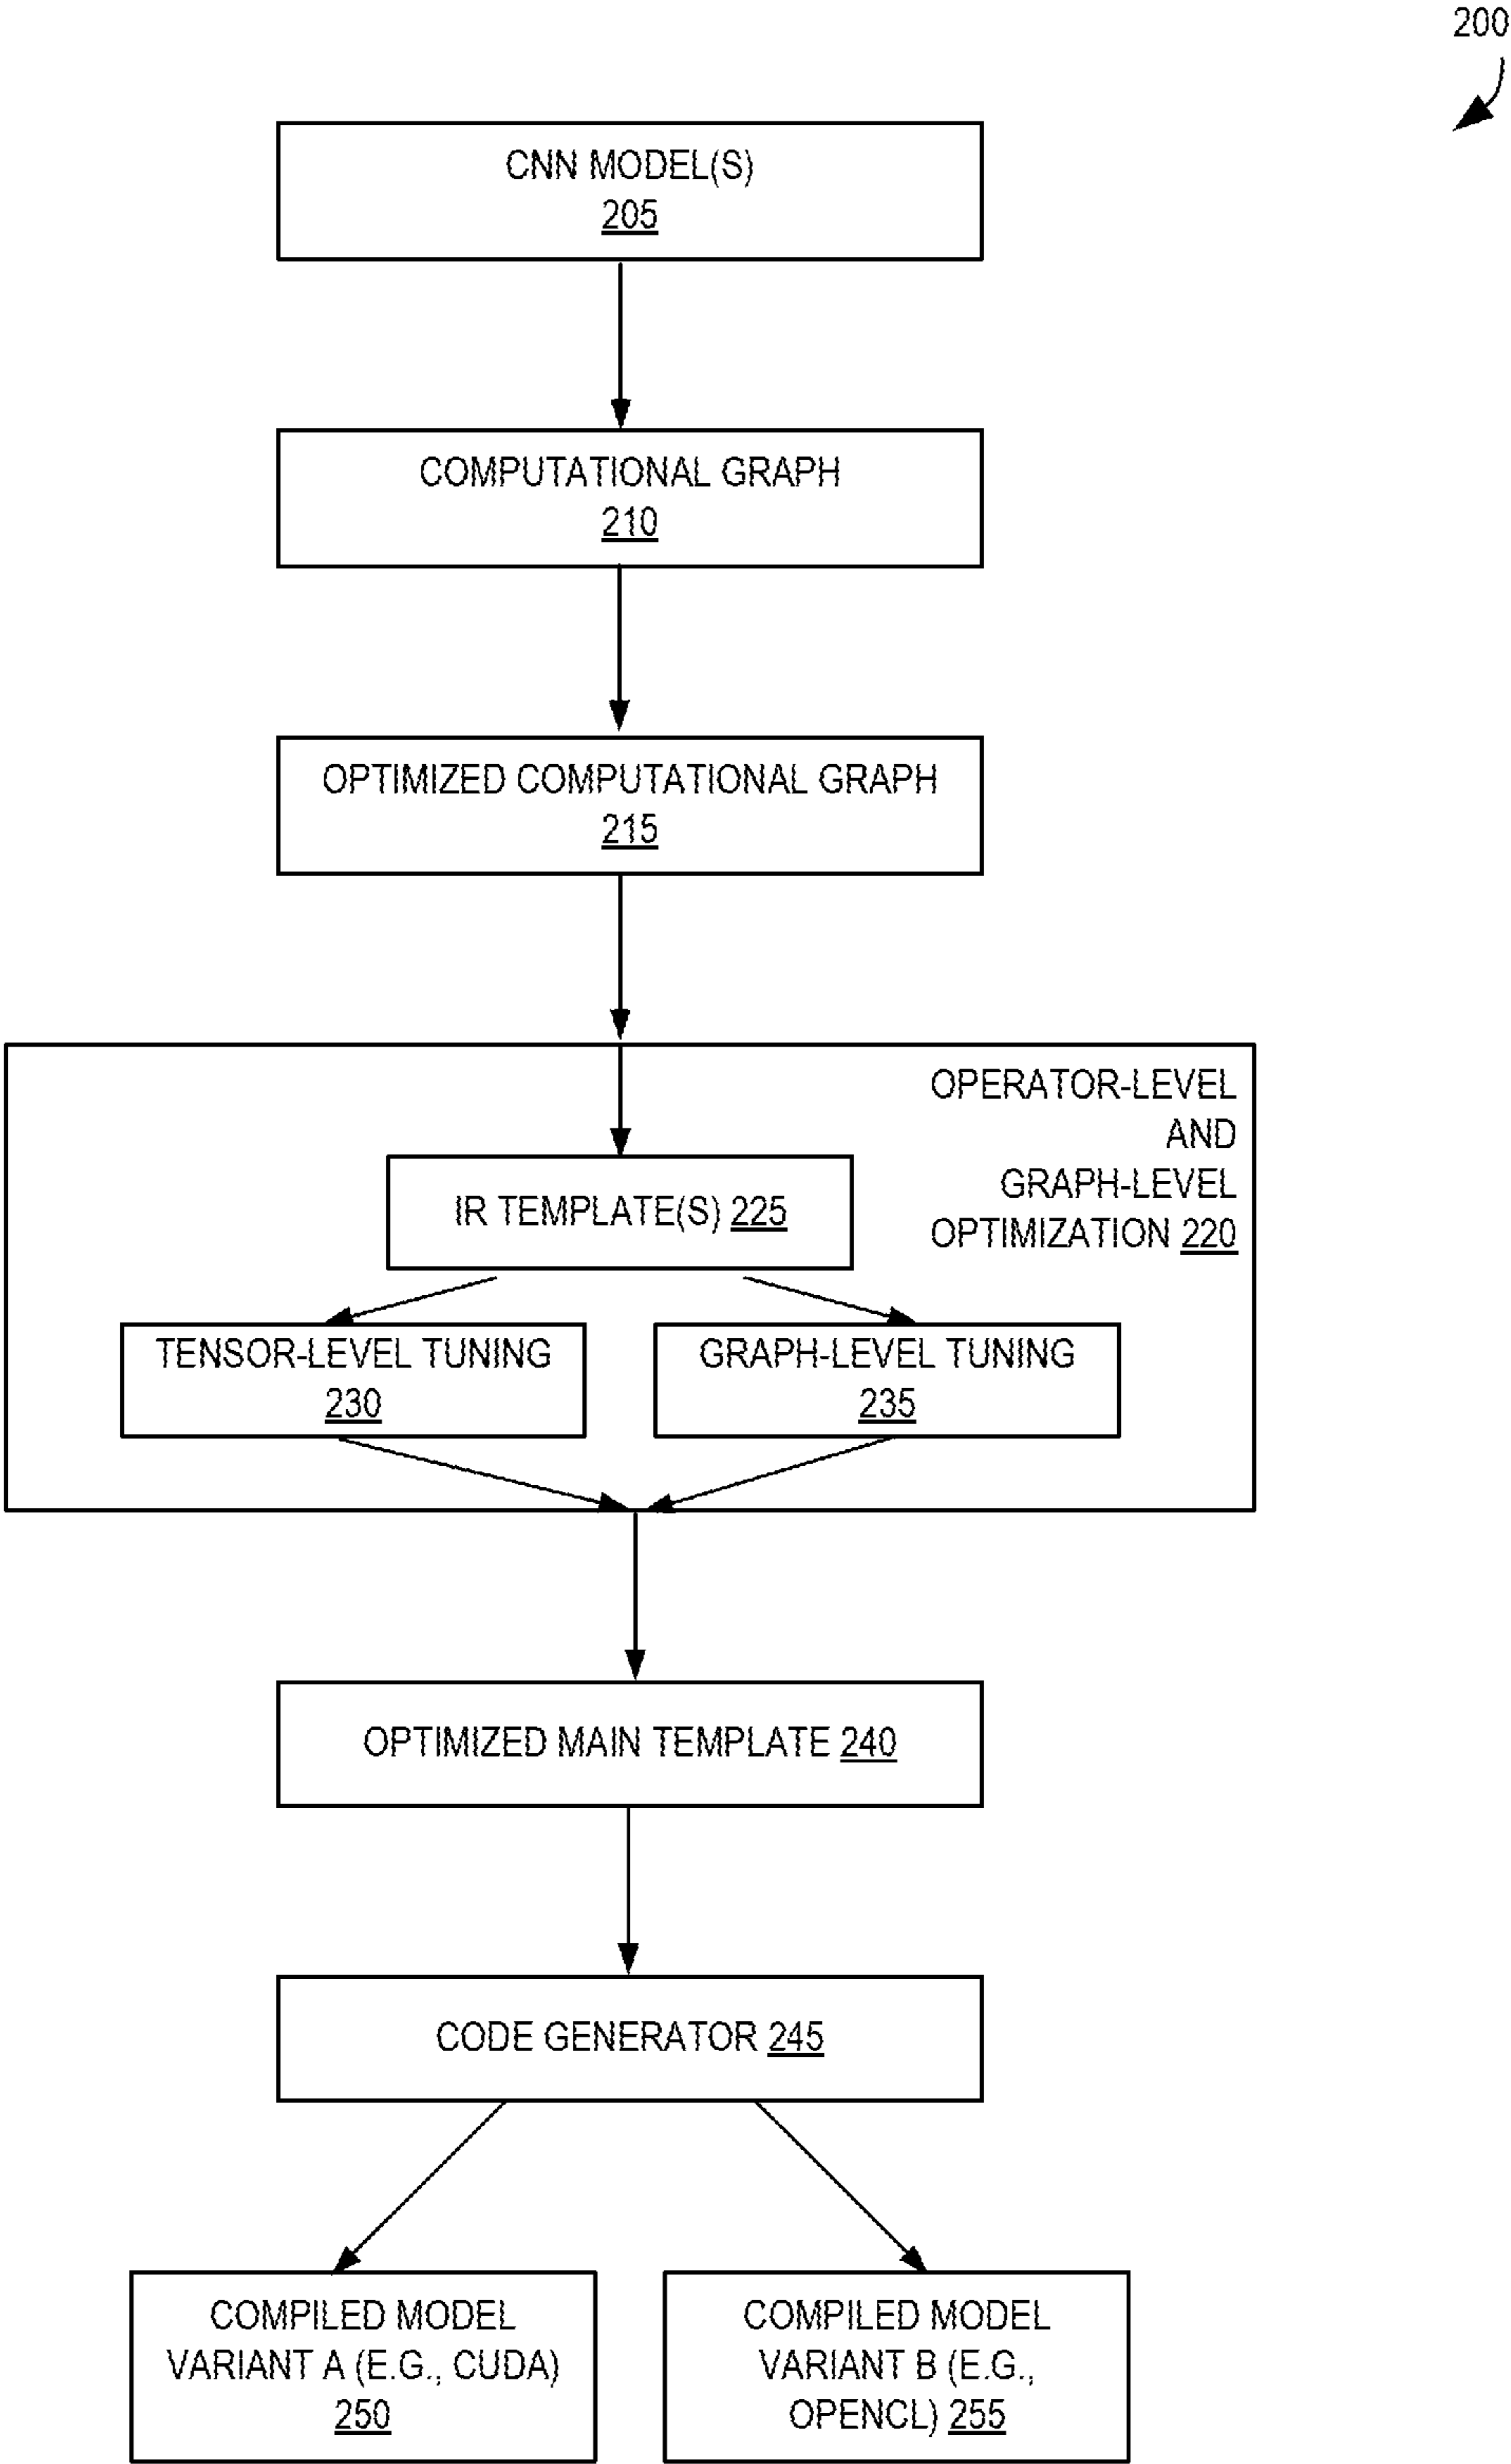 200
CNN MODEL(S)
205
COMPUTATIONAL GRAPH
210
OPTIMIZED COMPUTATIONAL GRAPH
215
OPERATOR-LEVEL
AND
GRAPH-LEVEL
OPTIMIZATION 220
IR TEMPLATE(S) 225
TENSOR-LEVEL TUNING
230
GRAPH-LEVEL TUNING
235
OPTIMIZED MAIN TEMPLATE 240
CODE GENERATOR 245
COMPILED MODEL
VARIANT A (E.G., CUDA)
250
COMPILED MODEL
VARIANT B (E.G.,
OPENCL) 255